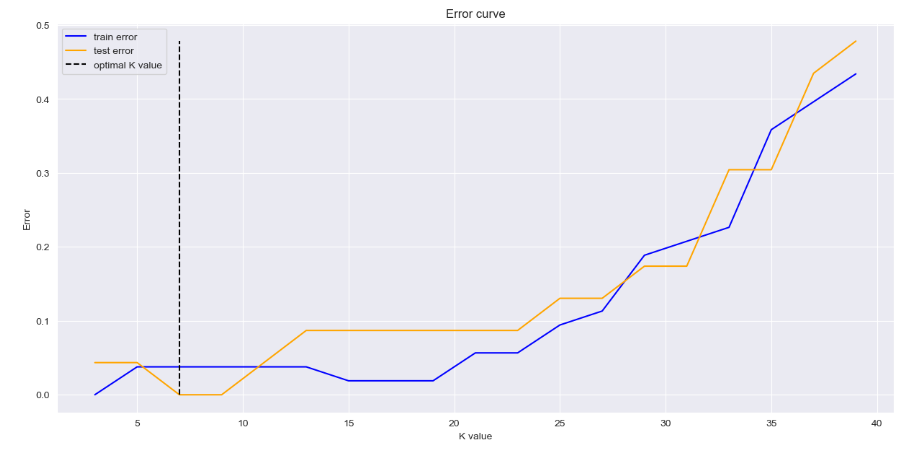 Error curve
train error
test error
optimal K value
0.5
0.4
0.3
0.2
0.1
0.0
Error
5 10 15 20 25 30 35 40
K value